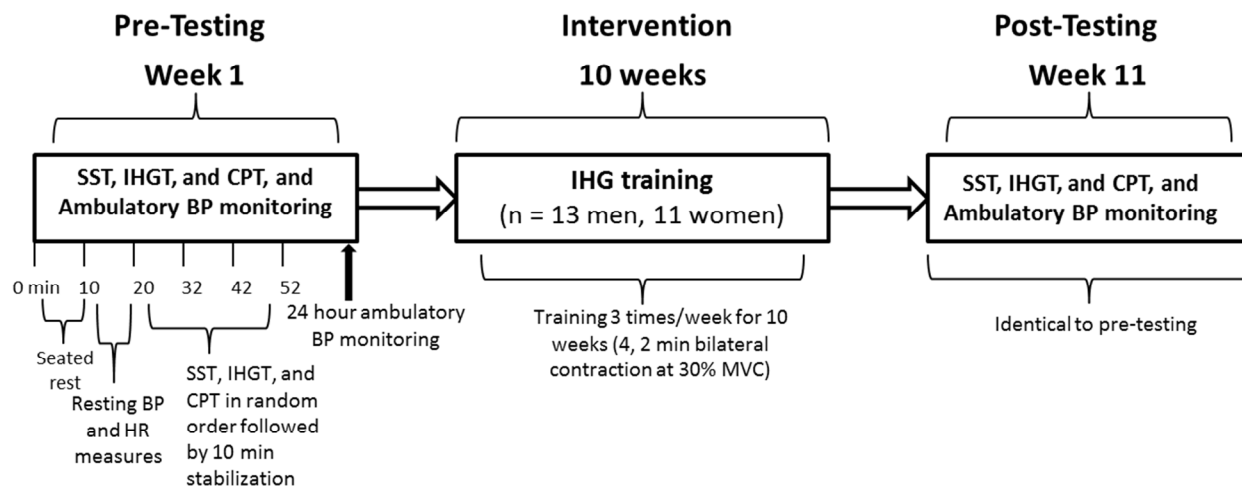 Pre-Testing
Week 1
Intervention
10 weeks
Post-Testing
Week 11
SST, IHGT, and CPT, and
Ambulatory BP monitoring
IHG training
(n = 13 men, 11 women)
SST, IHGT, and CPT, and
Ambulatory BP monitoring
0 min 10 20 32 42 52
Seated
rest
Resting BP
and HR
measures
SST, IHGT, and
CPT in random
order followed
by 10 min
stabilization
24 hour ambulatory
BP monitoring
Training 3 times/week for 10
weeks (4, 2 min bilateral
contraction at 30% MVC)
Identical to pre-testing